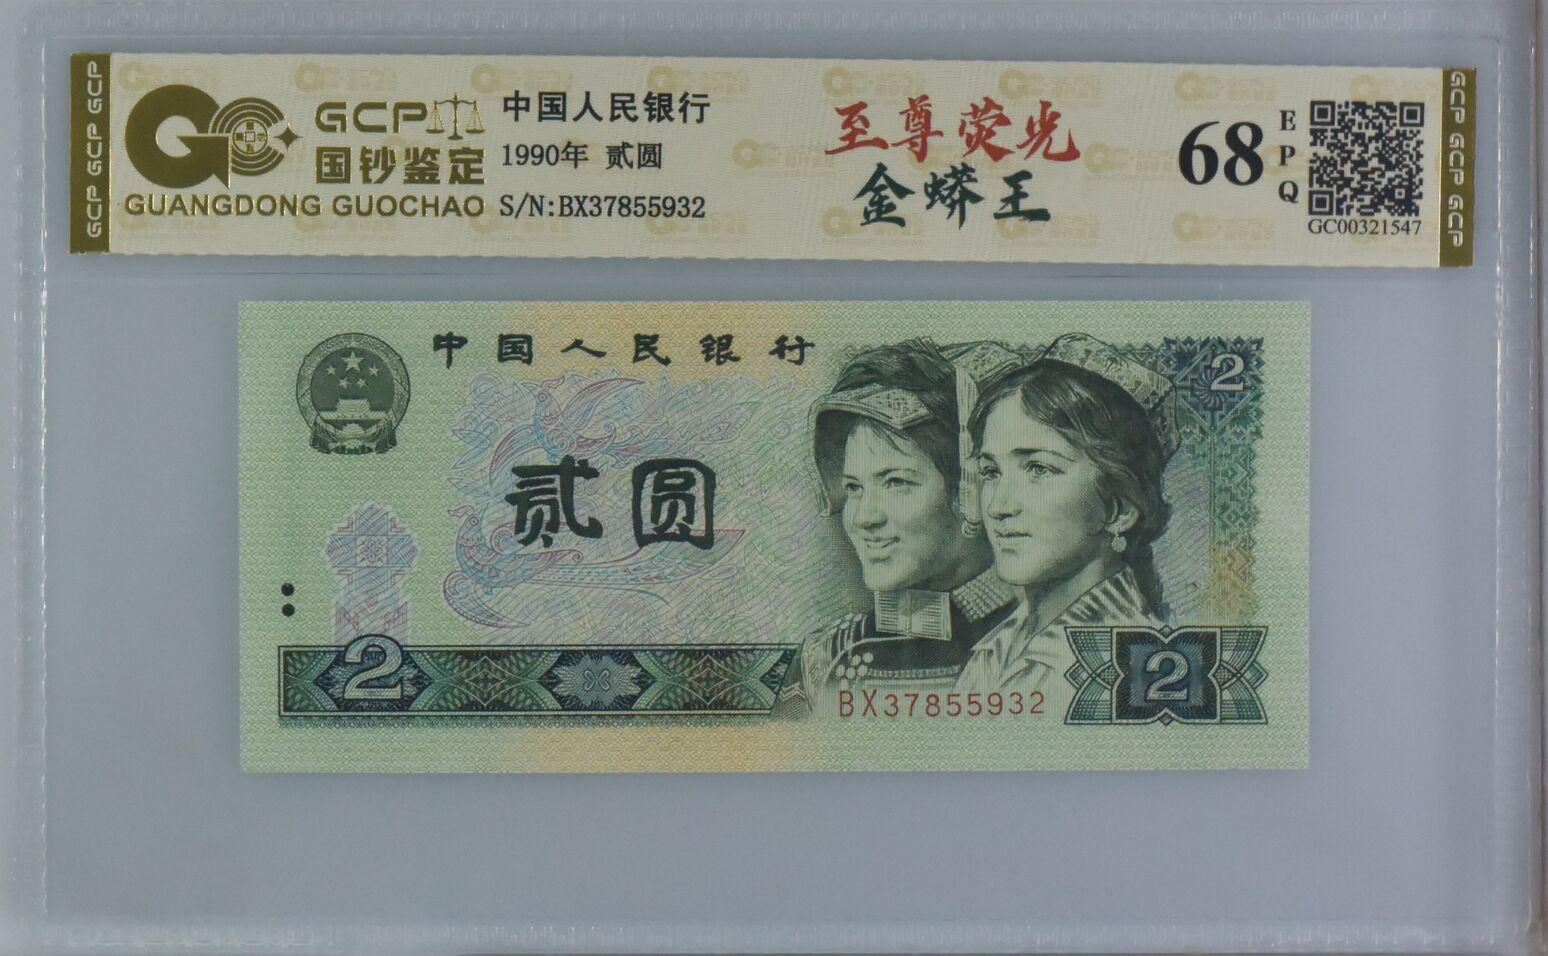 GCP GCP GCP
GCP
国钞鉴定
GUANGDONG GUOCHAO
中国人民银行
1990年 贰圆
S/N:BX37855932
至尊荧光
金蟒王
68
EPQ
GC00321547
GCP GCP GCP
中国人民银行
2
贰圆
2
2
BX37855932